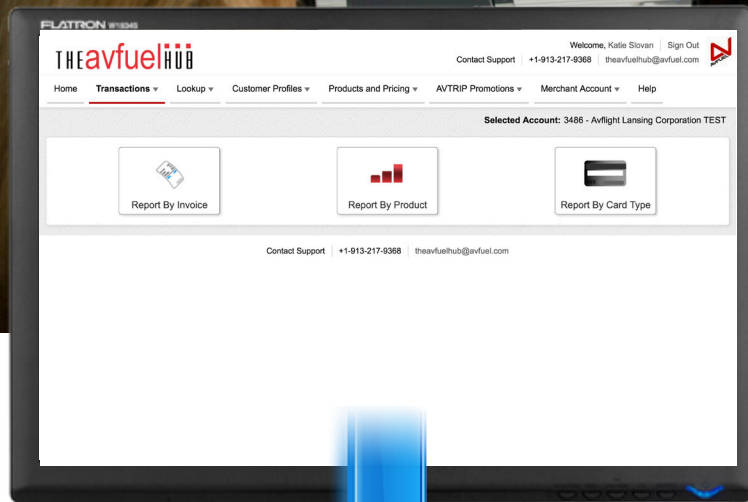 FLATRON W1934S
THEavfuelHUB
Welcome, Katie Slovan Sign Out
Contact Support +1-913-217-9368 theavfuelhub@avfuel.com
AVFUEL
Home Transactions Lookup Customer Profiles Products and Pricing AVTRIP Promotions Merchant Account Help
Selected Account: 3486 - Avflight Lansing Corporation TEST
Report By Invoice Report By Product Report By Card Type
Contact Support +1-913-217-9368 theavfuelhub@avfuel.com